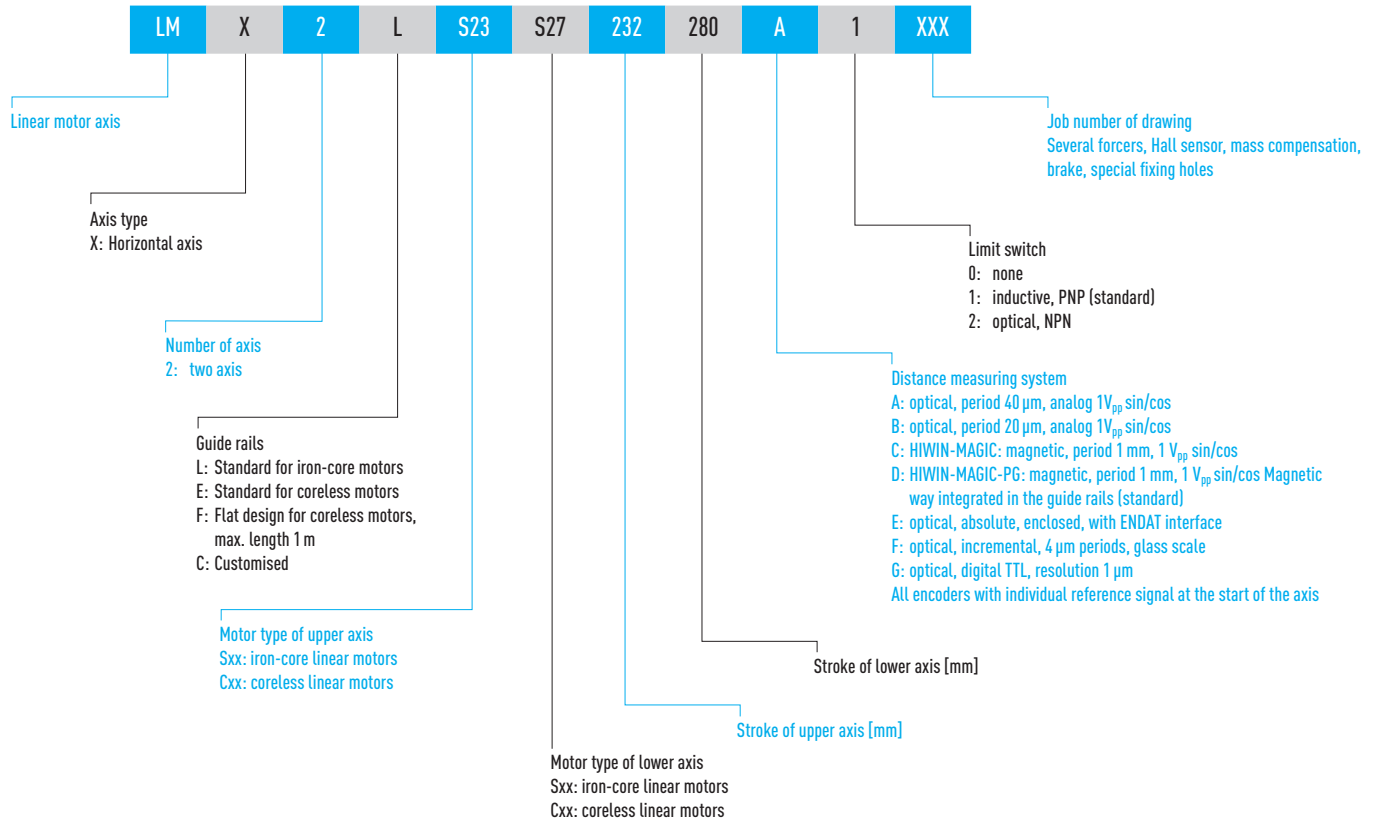 LM X 2 L S23 S27 232 280 A 1 XXX
Linear motor axis
Job number of drawing
Several forcers, Hall sensor, mass compensation,
brake, special fixing holes
Axis type
X: Horizontal axis
Limit switch
0: none
1: inductive, PNP (standard)
2: optical, NPN
Number of axis
2: two axis
Distance measuring system
A: optical, period 40 µm, analog 1Vpp sin/cos
B: optical, period 20 µm, analog 1Vpp sin/cos
C: HIWIN-MAGIC: magnetic, period 1 mm, 1 Vpp sin/cos
D: HIWIN-MAGIC-PG: magnetic, period 1 mm, 1 Vpp sin/cos Magnetic
way integrated in the guide rails (standard)
E: optical, absolute, enclosed, with ENDAT interface
F: optical, incremental, 4 µm periods, glass scale
G: optical, digital TTL, resolution 1 µm
All encoders with individual reference signal at the start of the axis
Guide rails
L: Standard for iron-core motors
E: Standard for coreless motors
F: Flat design for coreless motors,
max. length 1 m
C: Customised
Motor type of upper axis
Sxx: iron-core linear motors
Cxx: coreless linear motors
Stroke of lower axis [mm]
Stroke of upper axis [mm]
Motor type of lower axis
Sxx: iron-core linear motors
Cxx: coreless linear motors